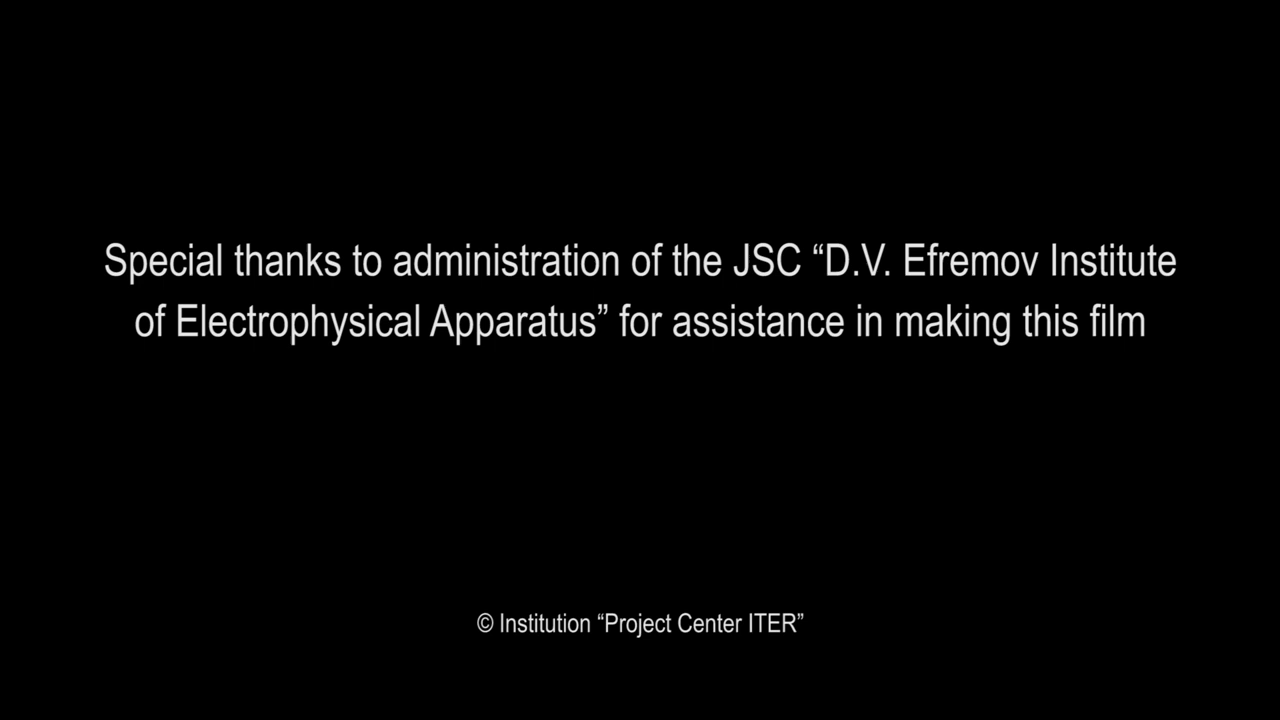 Special thanks to administration of the JSC “D.V. Efremov Institute
of Electrophysical Apparatus” for assistance in making this film
© Institution “Project Center ITER”